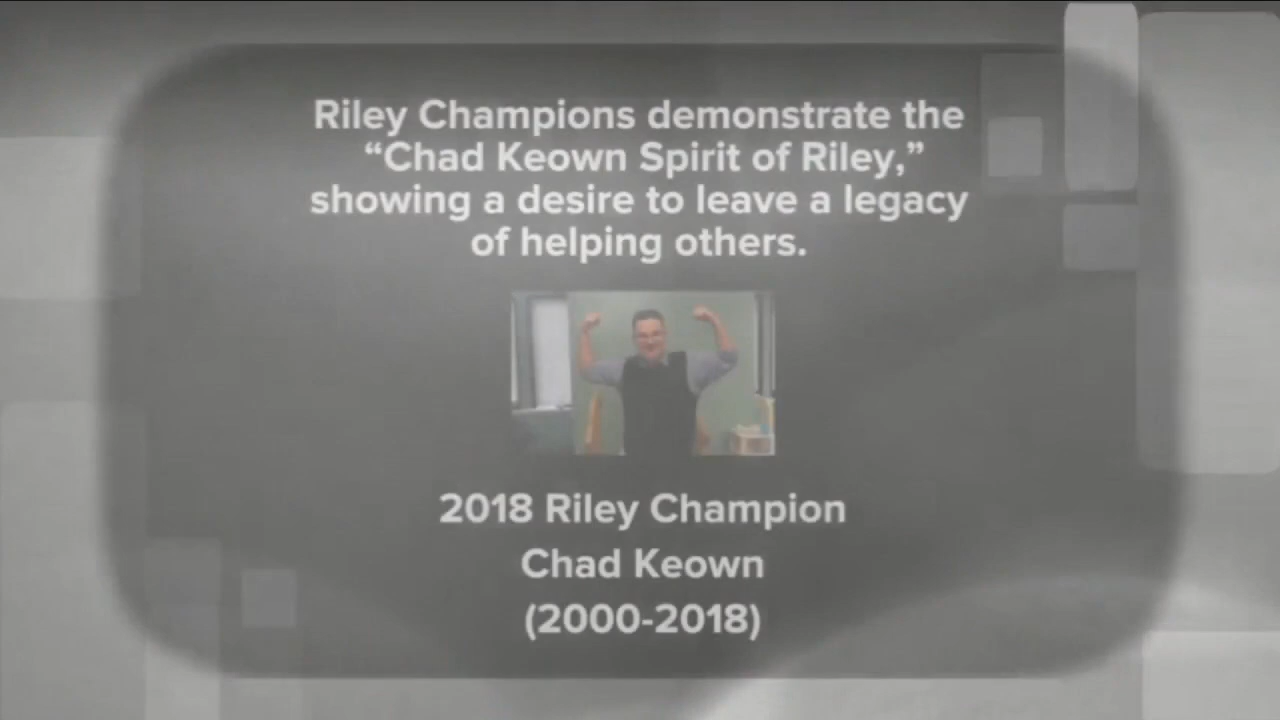 Riley Champions demonstrate the
“Chad Keown Spirit of Riley,”
showing a desire to leave a legacy
of helping others.
2018 Riley Champion
Chad Keown
(2000-2018)